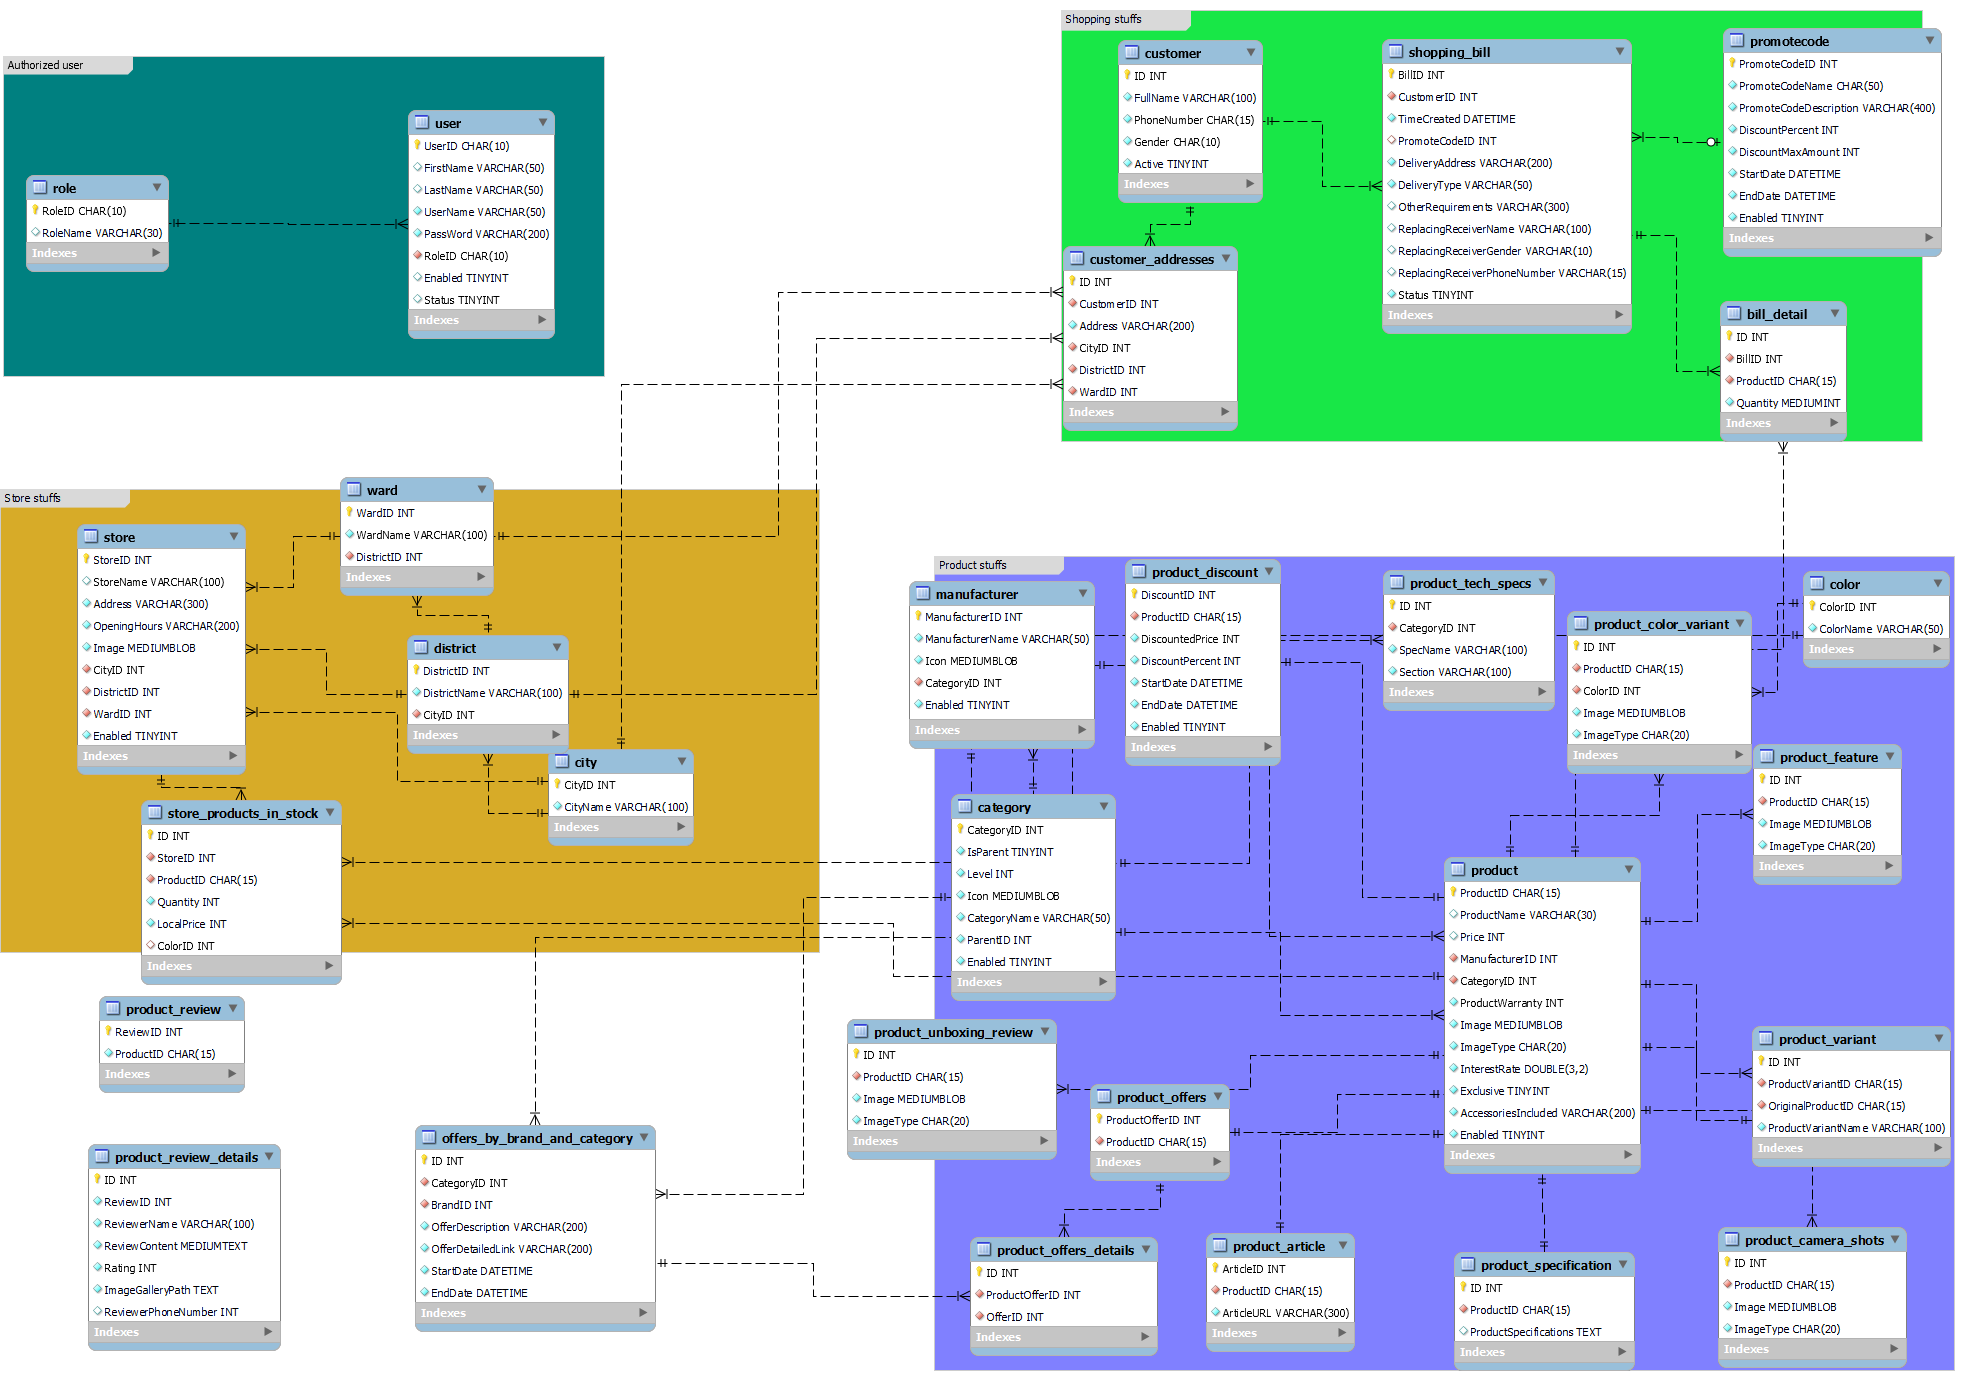 Authorized user
role
RoleID CHAR(10)
RoleName VARCHAR(30)
Indexes
user
UserID CHAR(10)
FirstName VARCHAR(50)
LastName VARCHAR(50)
UserName VARCHAR(50)
PassWord VARCHAR(200)
RoleID CHAR(10)
Enabled TINYINT
Status TINYINT
Indexes
Shopping stuffs
customer
ID INT
FullName VARCHAR(100)
PhoneNumber CHAR(15)
Gender CHAR(10)
Active TINYINT
Indexes
shopping_bill
BillID INT
CustomerID INT
TimeCreated DATETIME
PromoteCodeID INT
DeliveryAddress VARCHAR(200)
DeliveryType VARCHAR(50)
OtherRequirements VARCHAR(300)
ReplacingReceiverName VARCHAR(100)
ReplacingReceiverGender VARCHAR(10)
ReplacingReceiverPhoneNumber VARCHAR(15)
Status TINYINT
Indexes
promotecode
PromoteCodeID INT
PromoteCodeName CHAR(50)
PromoteCodeDescription VARCHAR(400)
DiscountPercent INT
DiscountMaxAmount INT
StartDate DATETIME
EndDate DATETIME
Enabled TINYINT
Indexes
customer_addresses
ID INT
CustomerID INT
Address VARCHAR(200)
CityID INT
DistrictID INT
WardID INT
Indexes
bill_detail
ID INT
BillID INT
ProductID CHAR(15)
Quantity MEDIUMINT
Indexes
Store stuffs
ward
WardID INT
WardName VARCHAR(100)
DistrictID INT
Indexes
store
StoreID INT
StoreName VARCHAR(100)
Address VARCHAR(300)
OpeningHours VARCHAR(200)
Image MEDIUMBLOB
CityID INT
DistrictID INT
WardID INT
Enabled TINYINT
Indexes
district
DistrictID INT
DistrictName VARCHAR(100)
CityID INT
Indexes
city
CityID INT
CityName VARCHAR(100)
Indexes
store_products_in_stock
ID INT
StoreID INT
ProductID CHAR(15)
Quantity INT
LocalPrice INT
ColorID INT
Indexes
product_review
ReviewID INT
ProductID CHAR(15)
Indexes
product_review_details
ID INT
ReviewID INT
ReviewerName VARCHAR(100)
ReviewContent MEDIUMTEXT
Rating INT
ImageGalleryPath TEXT
ReviewerPhoneNumber INT
Indexes
offers_by_brand_and_category
ID INT
CategoryID INT
BrandID INT
OfferDescription VARCHAR(200)
OfferDetailedLink VARCHAR(200)
StartDate DATETIME
EndDate DATETIME
Indexes
Product stuffs
manufacturer
ManufacturerID INT
ManufacturerName VARCHAR(50)
Icon MEDIUMBLOB
CategoryID INT
Enabled TINYINT
Indexes
product_discount
DiscountID INT
ProductID CHAR(15)
DiscountedPrice INT
DiscountPercent INT
StartDate DATETIME
EndDate DATETIME
Enabled TINYINT
Indexes
product_tech_specs
ID INT
CategoryID INT
SpecName VARCHAR(100)
Section VARCHAR(100)
Indexes
product_color_variant
ID INT
ProductID CHAR(15)
ColorID INT
Image MEDIUMBLOB
ImageType CHAR(20)
Indexes
color
ColorID INT
ColorName VARCHAR(50)
Indexes
product_feature
ID INT
ProductID CHAR(15)
Image MEDIUMBLOB
ImageType CHAR(20)
Indexes
category
CategoryID INT
IsParent TINYINT
Level INT
Icon MEDIUMBLOB
CategoryName VARCHAR(50)
ParentID INT
Enabled TINYINT
Indexes
product
ProductID CHAR(15)
ProductName VARCHAR(30)
Price INT
ManufacturerID INT
CategoryID INT
ProductWarranty INT
Image MEDIUMBLOB
ImageType CHAR(20)
InterestRate DOUBLE(3,2)
Exclusive TINYINT
AccessoriesIncluded VARCHAR(200)
Enabled TINYINT
Indexes
product_unboxing_review
ID INT
ProductID CHAR(15)
Image MEDIUMBLOB
ImageType CHAR(20)
Indexes
product_offers
ProductOfferID INT
ProductID CHAR(15)
Indexes
product_variant
ID INT
ProductVariantID CHAR(15)
OriginalProductID CHAR(15)
ProductVariantName VARCHAR(100)
Indexes
product_offers_details
ID INT
ProductOfferID INT
OfferID INT
Indexes
product_article
ArticleID INT
ProductID CHAR(15)
ArticleURL VARCHAR(300)
Indexes
product_specification
ID INT
ProductID CHAR(15)
ProductSpecifications TEXT
Indexes
product_camera_shots
ID INT
ProductID CHAR(15)
Image MEDIUMBLOB
ImageType CHAR(20)
Indexes